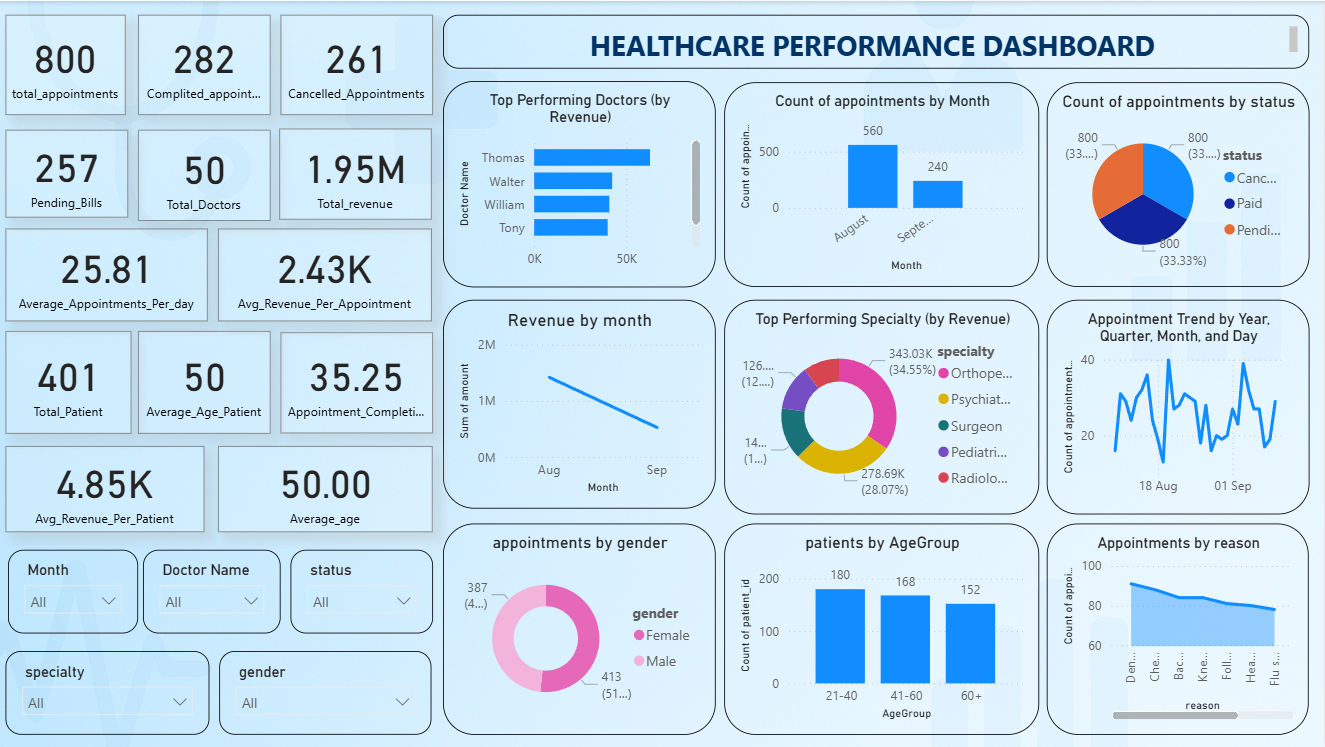 800
total_appointments
282
Complited_appoint...
261
Cancelled_Appointments
257
Pending_Bills
50
Total_Doctors
1.95M
Total_revenue
25.81
Average_Appointments_Per_day
2.43K
Avg_Revenue_Per_Appointment
401
Total_Patient
50
Average_Age_Patient
35.25
Appointment_Completi...
4.85K
Avg_Revenue_Per_Patient
50.00
Average_age
Month
All
Doctor Name
All
status
All
specialty
All
gender
All
HEALTHCARE PERFORMANCE DASHBOARD
Top Performing Doctors (by
Revenue)
Doctor Name
Thomas
Walter
William
Tony
0K
50K
Count of appointments by Month
Count of appoin...
500
0
560
240
August
Septe...
Month
Count of appointments by status
800
(33....)
800
(33....)
800
(33.33%)
status
Canc...
Paid
Pendi...
Revenue by month
Sum of amount
2M
1M
0M
Aug
Sep
Month
Top Performing Specialty (by Revenue)
343.03K
(34.55%)
278.69K
(28.07%)
14...
(1...)
126....
(12....)
specialty
Orthope...
Psychiat...
Surgeon
Pediatri...
Radiolo...
Appointment Trend by Year,
Quarter, Month, and Day
Count of appointment...
40
20
18 Aug
01 Sep
appointments by gender
387
(4...)
413
(51...)
gender
Female
Male
patients by AgeGroup
Count of patient_id
200
100
0
180
168
152
21-40
41-60
60+
AgeGroup
Appointments by reason
Count of appoi...
100
80
60
Den...
Che...
Bac...
Kne...
Foll...
Hea...
Flu s...
reason